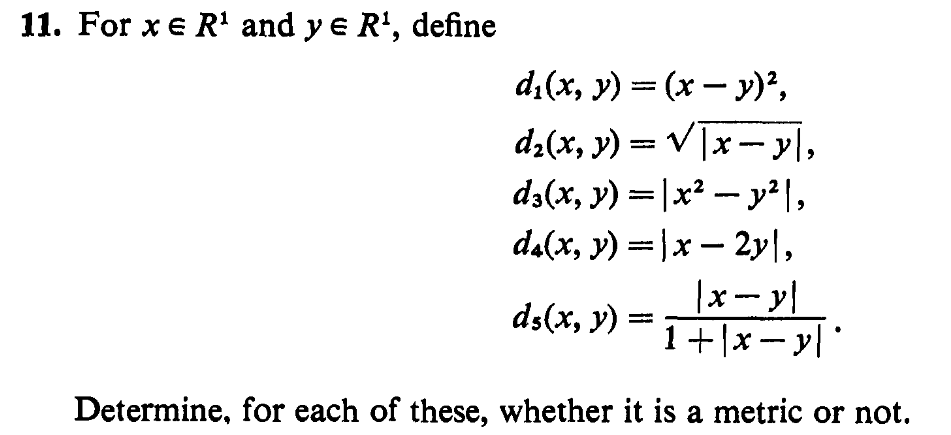 11. For x ∈ R¹ and y ∈ R¹, define
d₁(x, y) = (x − y)²,
d₂(x, y) = √|x − y|,
d₃(x, y) = |x² − y²|,
d₄(x, y) = |x − 2y|,
d₅(x, y) = |x − y| / (1 + |x − y|).
Determine, for each of these, whether it is a metric or not.